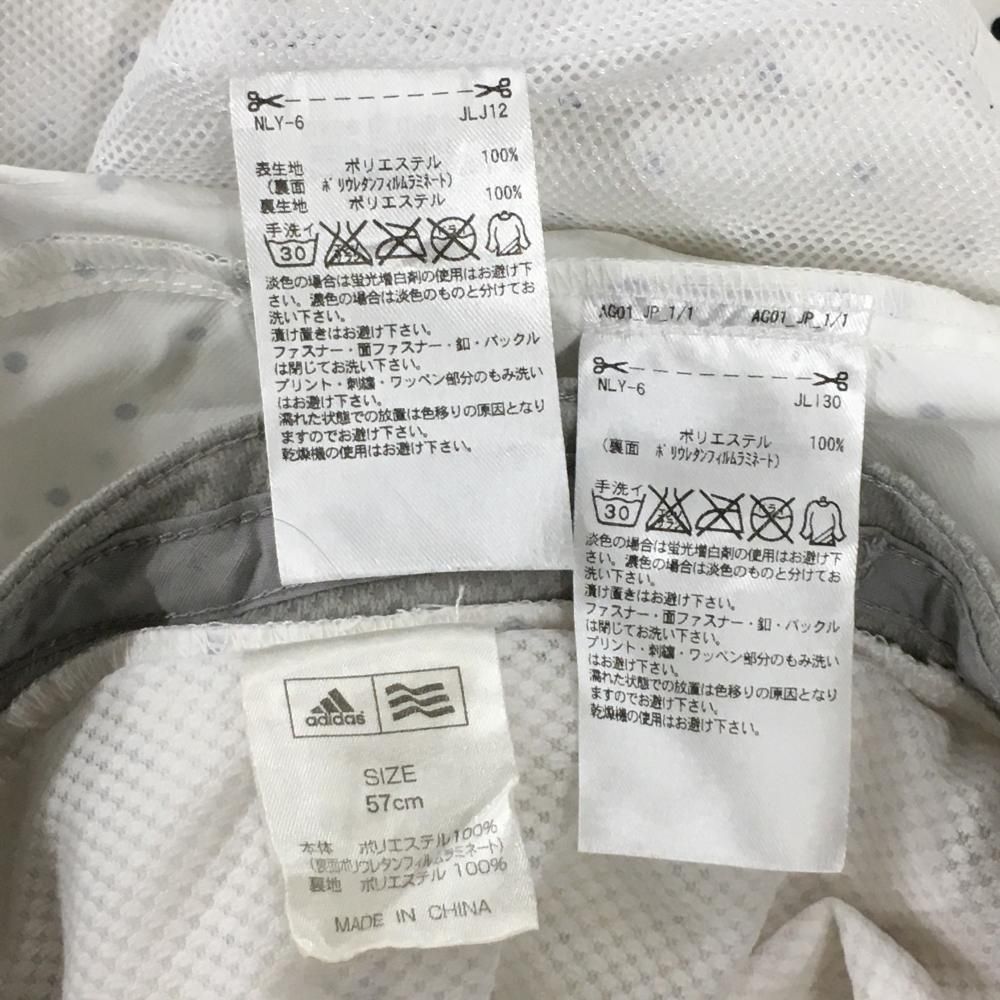 NLY-6 JLJ12
表生地 ポリエステル 100%
(裏面 ポリウレタンフィルムラミネート)
裏生地 ポリエステル 100%
手洗イ
30
淡色の場合は蛍光増白剤の使用はお避け下
さい。濃色の場合は淡色のものと分けてお
洗い下さい。
漬け置きはお避け下さい。
ファスナー・面ファスナー・釦・バックル
は閉じてお洗い下さい。
プリント・刺繍・ワッペン部分のもみ洗い
はお避け下さい。
濡れた状態での放置は色移りの原因となり
ますのでお避け下さい。
乾燥機の使用はお避け下さい。
AG01_JP_1/1 AG01_JP_1/1
NLY-6 JLI30
ポリエステル 100%
(裏面 ポリウレタンフィルムラミネート)
手洗イ
30
淡色の場合は蛍光増白剤の使用はお避け下
さい。濃色の場合は淡色のものと分けてお
洗い下さい。
漬け置きはお避け下さい。
ファスナー・面ファスナー・釦・バックル
は閉じてお洗い下さい。
プリント・刺繍・ワッペン部分のもみ洗い
はお避け下さい。
濡れた状態での放置は色移りの原因となり
ますのでお避け下さい。
乾燥機の使用はお避け下さい。
adidas
SIZE
57cm
本体 ポリエステル100%
(裏面ポリウレタンフィルムラミネート)
裏地 ポリエステル 100%
MADE IN CHINA